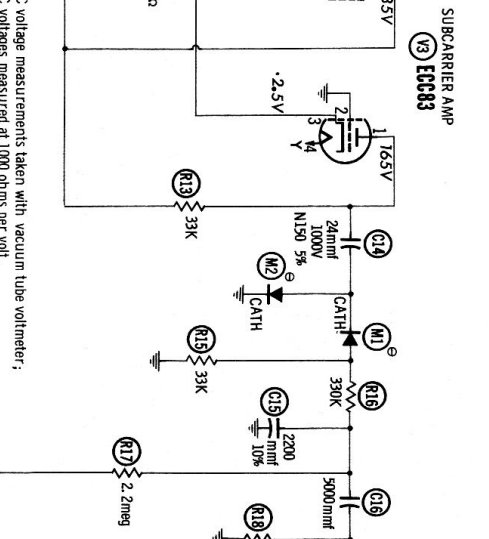 SUBCARRIER AMP
V3 ECC83
35V
Ω
.2.5V
2
3
1
4
Y
165V
R13
33K
C14
24mmf
1000V
N150 5%
M2
CATH
M1
CATH
R15
33K
R16
330K
C15
2200
mmf
10%
R17
2.2meg
C16
5000mmf
R18
C voltage measurements taken with vacuum tube voltmeter;
C voltages measured at 1000 ohms per volt